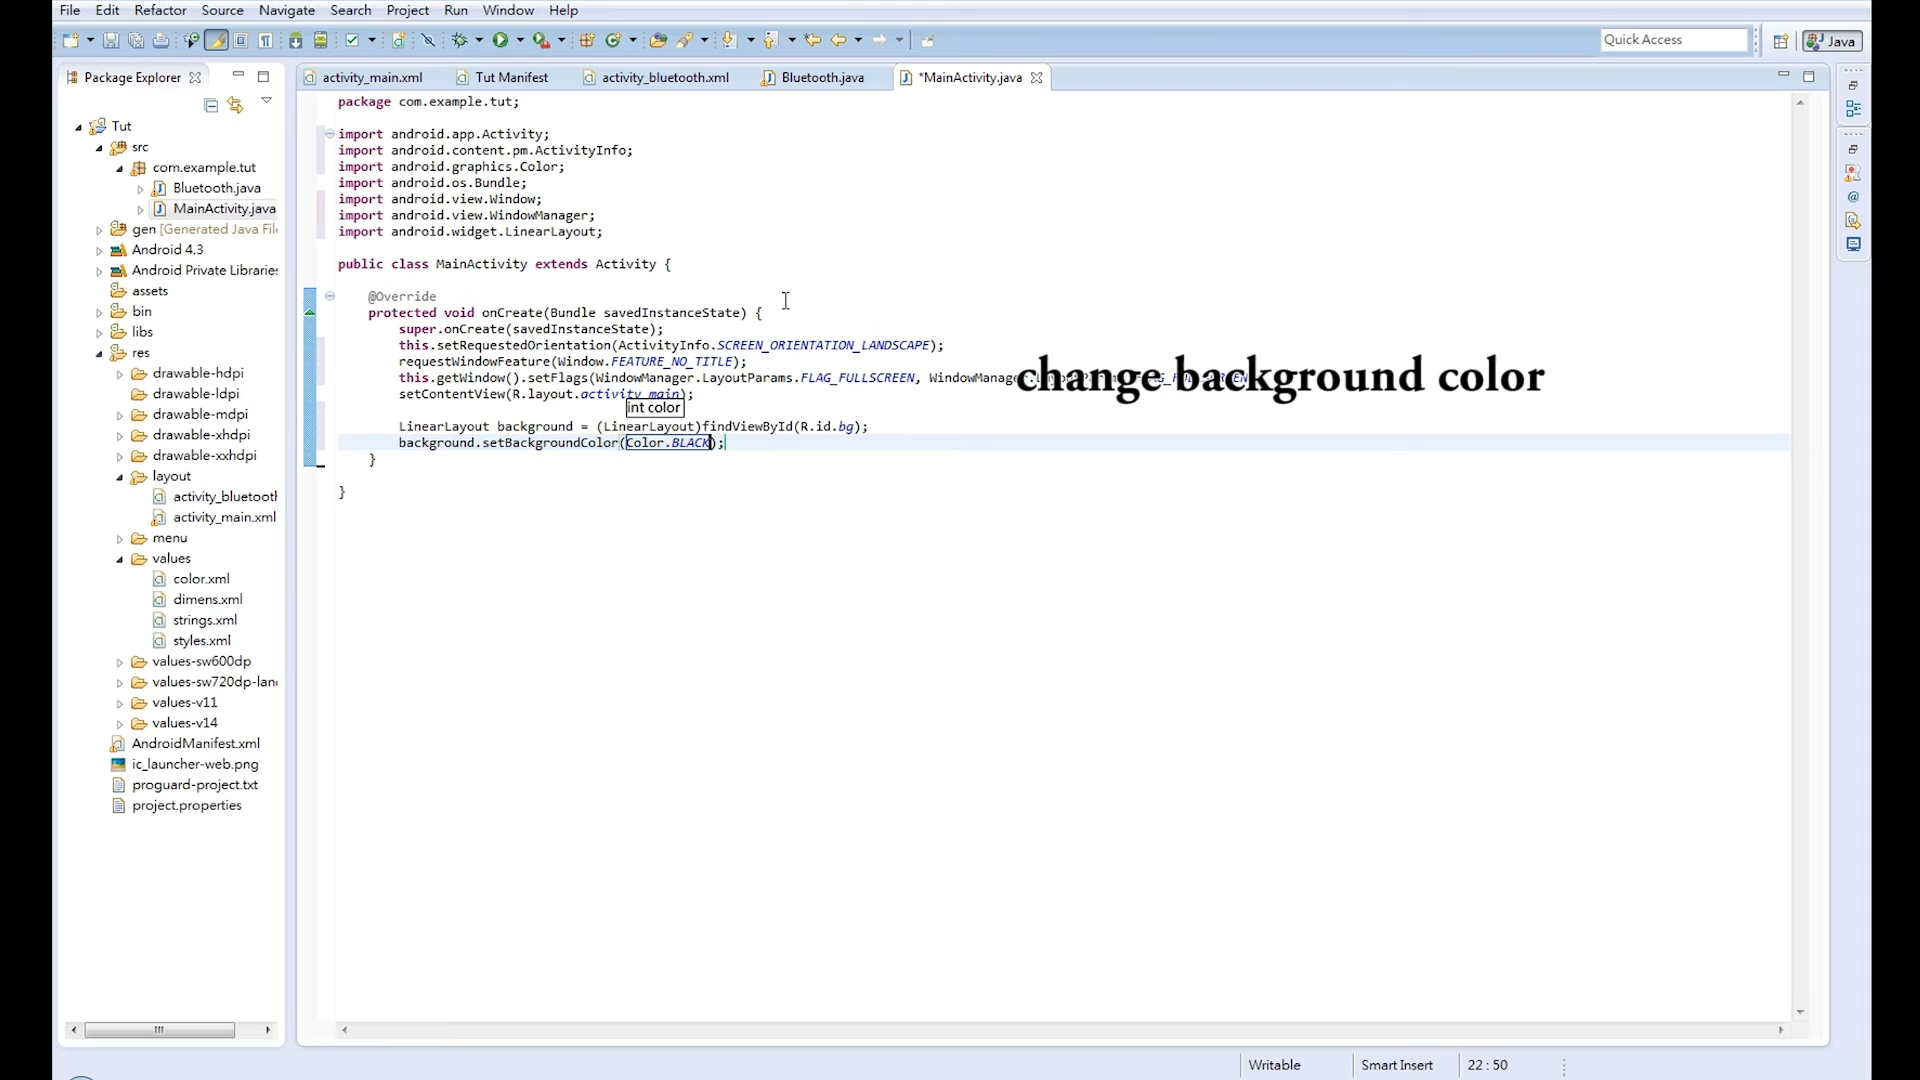 File Edit Refactor Source Navigate Search Project Run Window Help
Quick Access
Java
Package Explorer
activity_main.xml
Tut Manifest
activity_bluetooth.xml
Bluetooth.java
*MainActivity.java
Tut
src
com.example.tut
Bluetooth.java
MainActivity.java
gen [Generated Java File
Android 4.3
Android Private Libraries
assets
bin
libs
res
drawable-hdpi
drawable-ldpi
drawable-mdpi
drawable-xhdpi
drawable-xxhdpi
layout
activity_bluetooth
activity_main.xml
menu
values
color.xml
dimens.xml
strings.xml
styles.xml
values-sw600dp
values-sw720dp-lan
values-v11
values-v14
AndroidManifest.xml
ic_launcher-web.png
proguard-project.txt
project.properties
package com.example.tut;
import android.app.Activity;
import android.content.pm.ActivityInfo;
import android.graphics.Color;
import android.os.Bundle;
import android.view.Window;
import android.view.WindowManager;
import android.widget.LinearLayout;
public class MainActivity extends Activity {
@Override
protected void onCreate(Bundle savedInstanceState) {
super.onCreate(savedInstanceState);
this.setRequestedOrientation(ActivityInfo.SCREEN_ORIENTATION_LANDSCAPE);
requestWindowFeature(Window.FEATURE_NO_TITLE);
this.getWindow().setFlags(WindowManager.LayoutParams.FLAG_FULLSCREEN,
change background color
setContentView(R.layout.activity_main);
int color
LinearLayout background = (LinearLayout)findViewById(R.id.bg);
background.setBackgroundColor(Color.BLACK);
}
}
Writable
Smart Insert
22 : 50